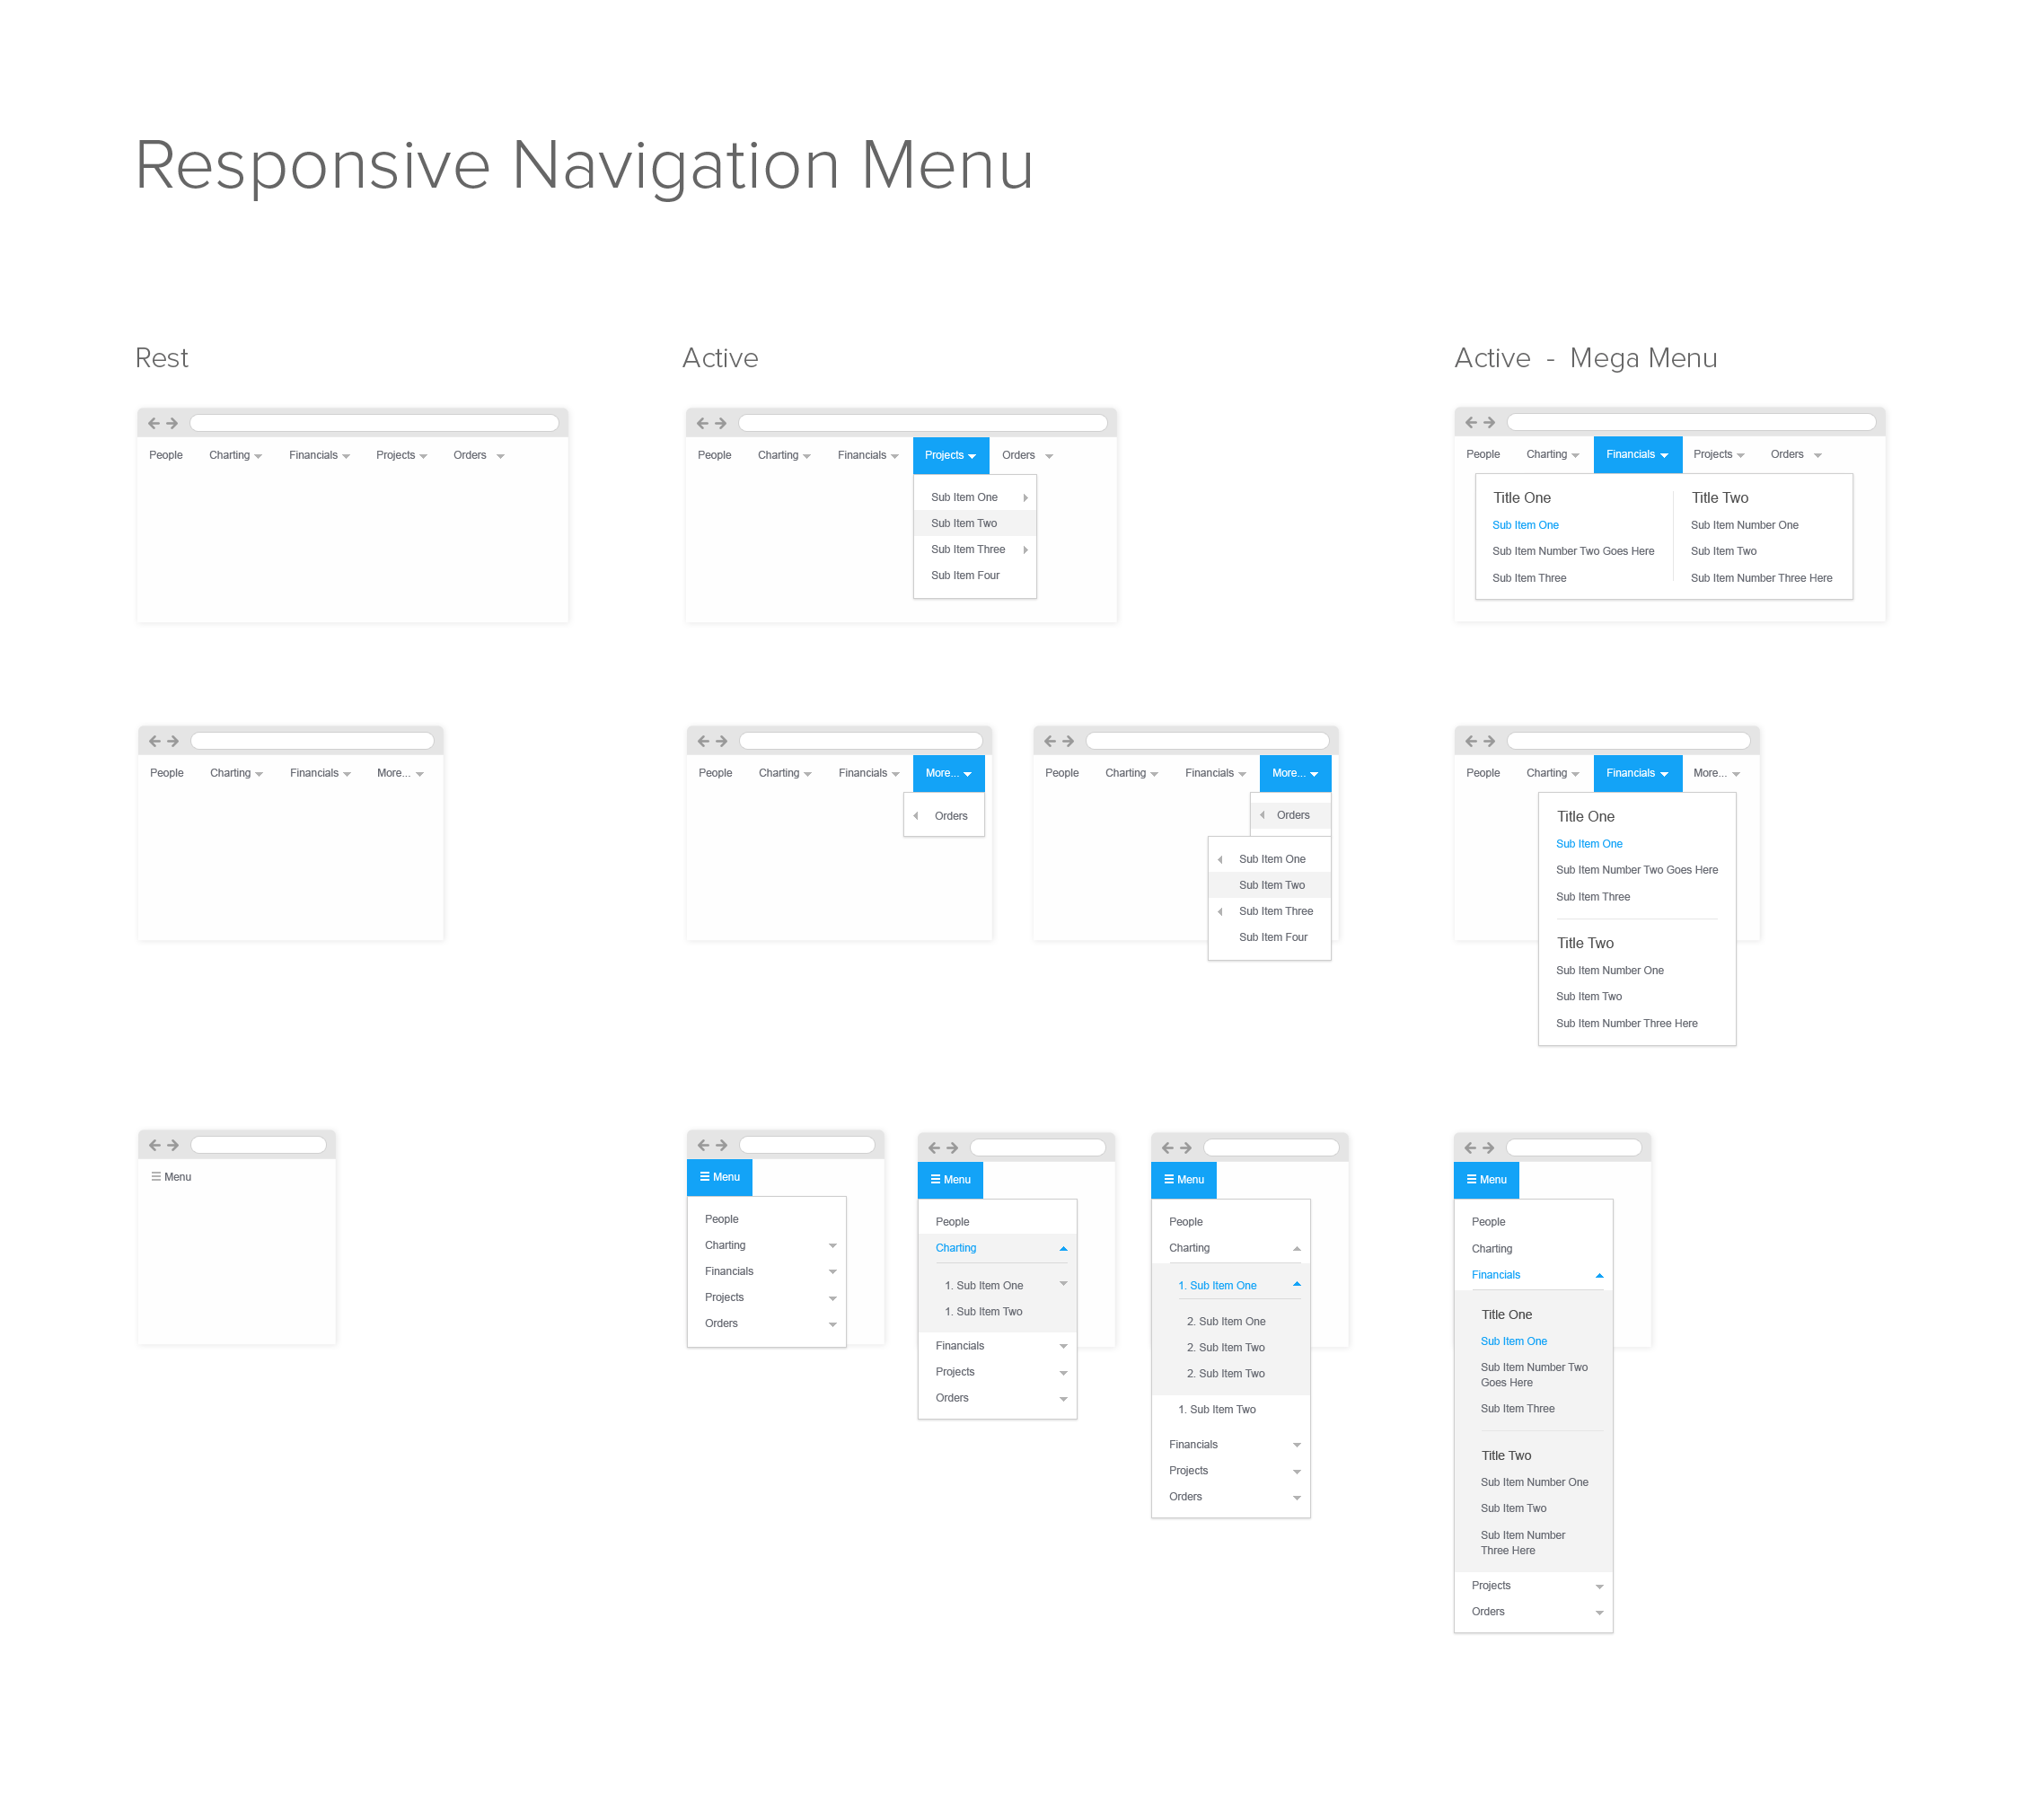 Responsive Navigation Menu
Rest
Active
Active - Mega Menu
People Charting Financials Projects Orders
People Charting Financials Projects Orders
Sub Item One
Sub Item Two
Sub Item Three
Sub Item Four
People Charting Financials Projects Orders
Title One
Sub Item One
Sub Item Number Two Goes Here
Sub Item Three
Title Two
Sub Item Number One
Sub Item Two
Sub Item Number Three Here
People Charting Financials More...
People Charting Financials More...
Orders
People Charting Financials More...
Orders
Sub Item One
Sub Item Two
Sub Item Three
Sub Item Four
People Charting Financials More...
Title One
Sub Item One
Sub Item Number Two Goes Here
Sub Item Three
Title Two
Sub Item Number One
Sub Item Two
Sub Item Number Three Here
Menu
Menu
People
Charting
Financials
Projects
Orders
Menu
People
Charting
1. Sub Item One
1. Sub Item Two
Financials
Projects
Orders
Menu
People
Charting
1. Sub Item One
2. Sub Item One
2. Sub Item Two
2. Sub Item Two
1. Sub Item Two
Financials
Projects
Orders
Menu
People
Charting
Financials
Title One
Sub Item One
Sub Item Number Two
Goes Here
Sub Item Three
Title Two
Sub Item Number One
Sub Item Two
Sub Item Number
Three Here
Projects
Orders